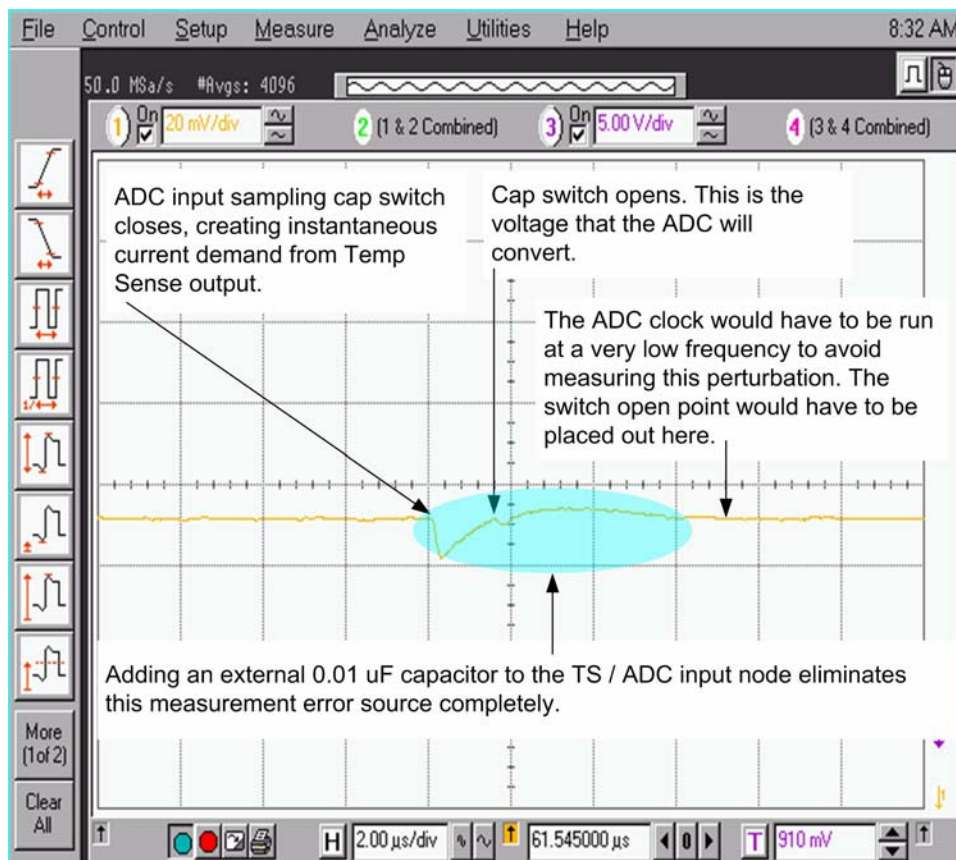 File Control Setup Measure Analyze Utilities Help 8:32 AM
50.0 MSa/s #Avgs: 4096
1 On 20 mV/div 2 (1 & 2 Combined) 3 On 5.00 V/div 4 (3 & 4 Combined)
ADC input sampling cap switch
closes, creating instantaneous
current demand from Temp
Sense output.
Cap switch opens. This is the
voltage that the ADC will
convert.
The ADC clock would have to be run
at a very low frequency to avoid
measuring this perturbation. The
switch open point would have to be
placed out here.
Adding an external 0.01 uF capacitor to the TS / ADC input node eliminates
this measurement error source completely.
1/
More
(1of 2)
Clear
All
H 2.00 µs/div 61.545000 µs 0 T 910 mV
1